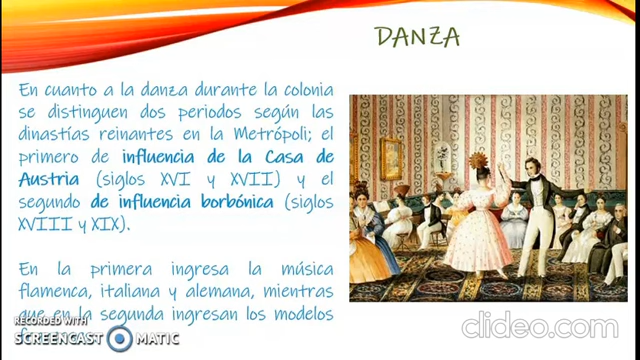 DANZA
En cuanto a la danza durante la colonia
se distinguen dos periodos según las
dinastías reinantes en la Metrópoli; el
primero de influencia de la Casa de
Austria (siglos XVI y XVII) y el
segundo de influencia borbónica (siglos
XVIII y XIX).
En la primera ingresa la música
flamenca, italiana y alemana, mientras
que en la segunda ingresan los modelos
RECORDED WITH
SCREENCAST MATIC
clideo.com